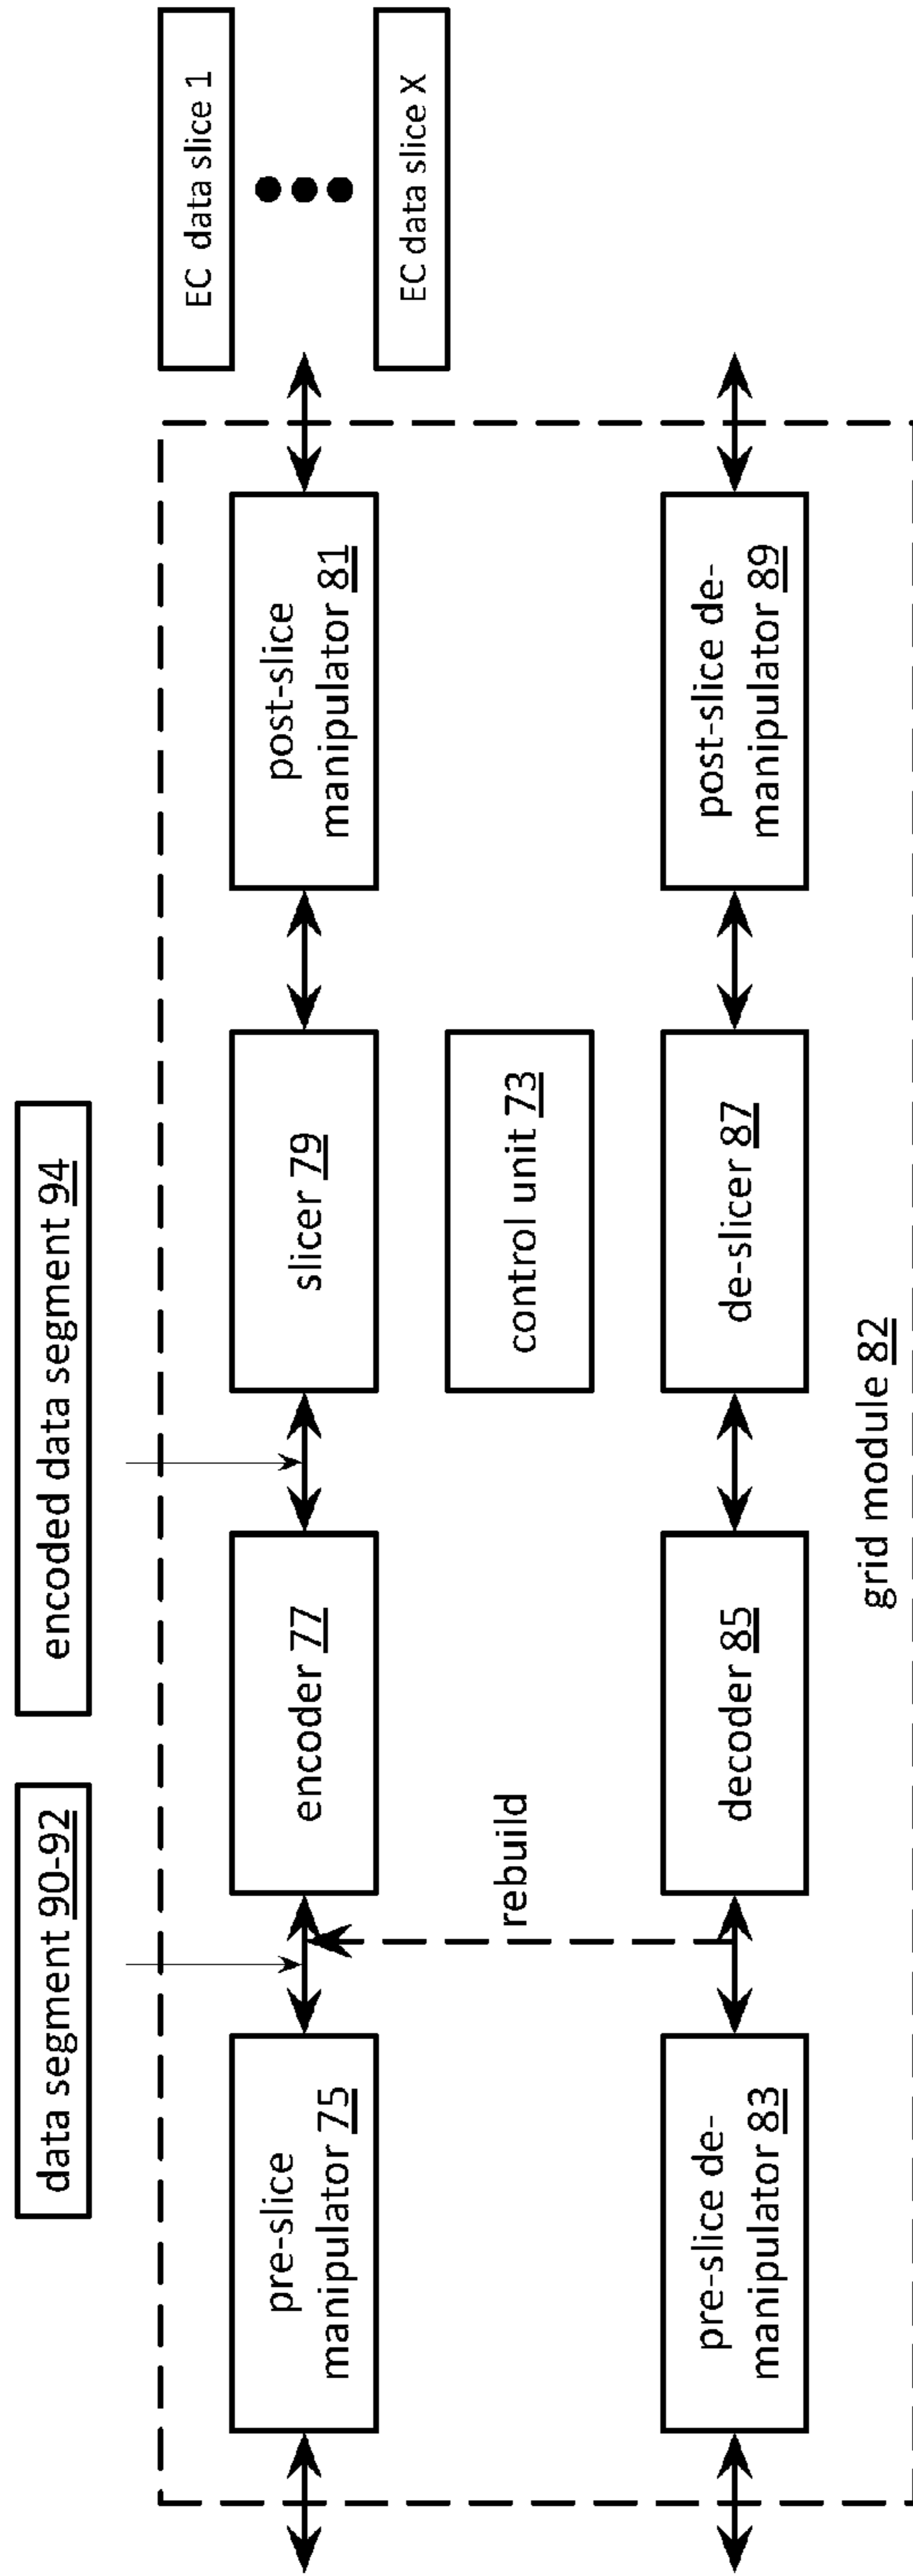 data segment 90-92
encoded data segment 94
EC  data slice 1
EC data slice X
pre-slice
manipulator 75
encoder 77
slicer 79
post-slice
manipulator 81
rebuild
control unit 73
pre-slice de-
manipulator 83
decoder 85
de-slicer 87
post-slice de-
manipulator 89
grid module 82